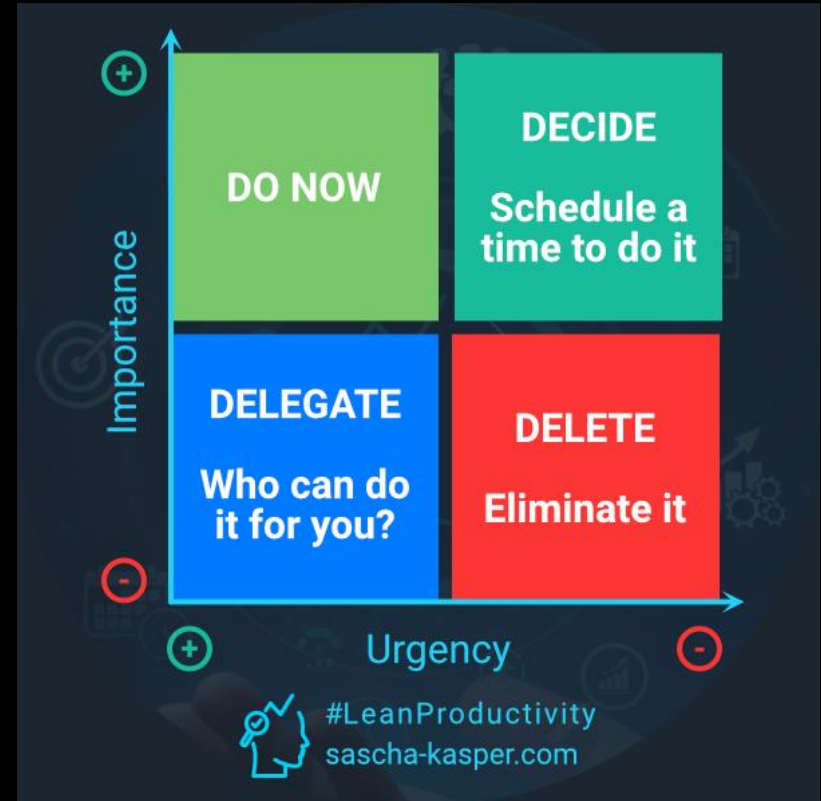 +
DO NOW
DECIDE
Schedule a
time to do it
Importance
DELEGATE
Who can do
it for you?
DELETE
Eliminate it
-
+
Urgency
-
#LeanProductivity
sascha-kasper.com